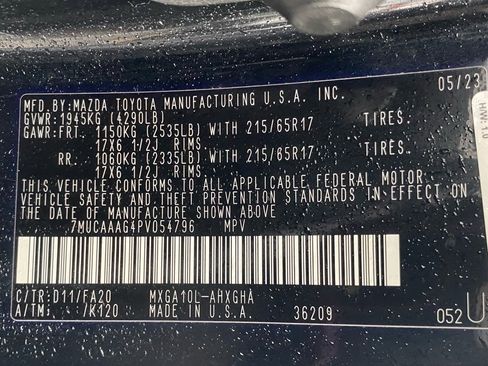 MFD.BY:MAZDA TOYOTA MANUFACTURING U.S.A. INC. 05/23
GVWR:1945KG (4290LB)
GAWR:FRT. 1150KG (2535LB) WITH 215/65R17 TIRES.
17X6 1/2J RIMS
RR. 1060KG (2335LB) WITH 215/65R17 TIRES.
17X6 1/2J RIMS
THIS VEHICLE CONFORMS TO ALL APPLICABLE FEDERAL MOTOR
VEHICLE SAFETY THEFT PREVENTION STANDARDS IN EFFECT ON
THE DATE OF MANUFACTURE SHOWN ABOVE.
7MUCAAAG4PV054796 MPV
C/TR:D11/FA20 MXGA10L-AHXGHA
A/TM: /K120 MADE IN U.S.A. 36209 052 U
HW: 1.0